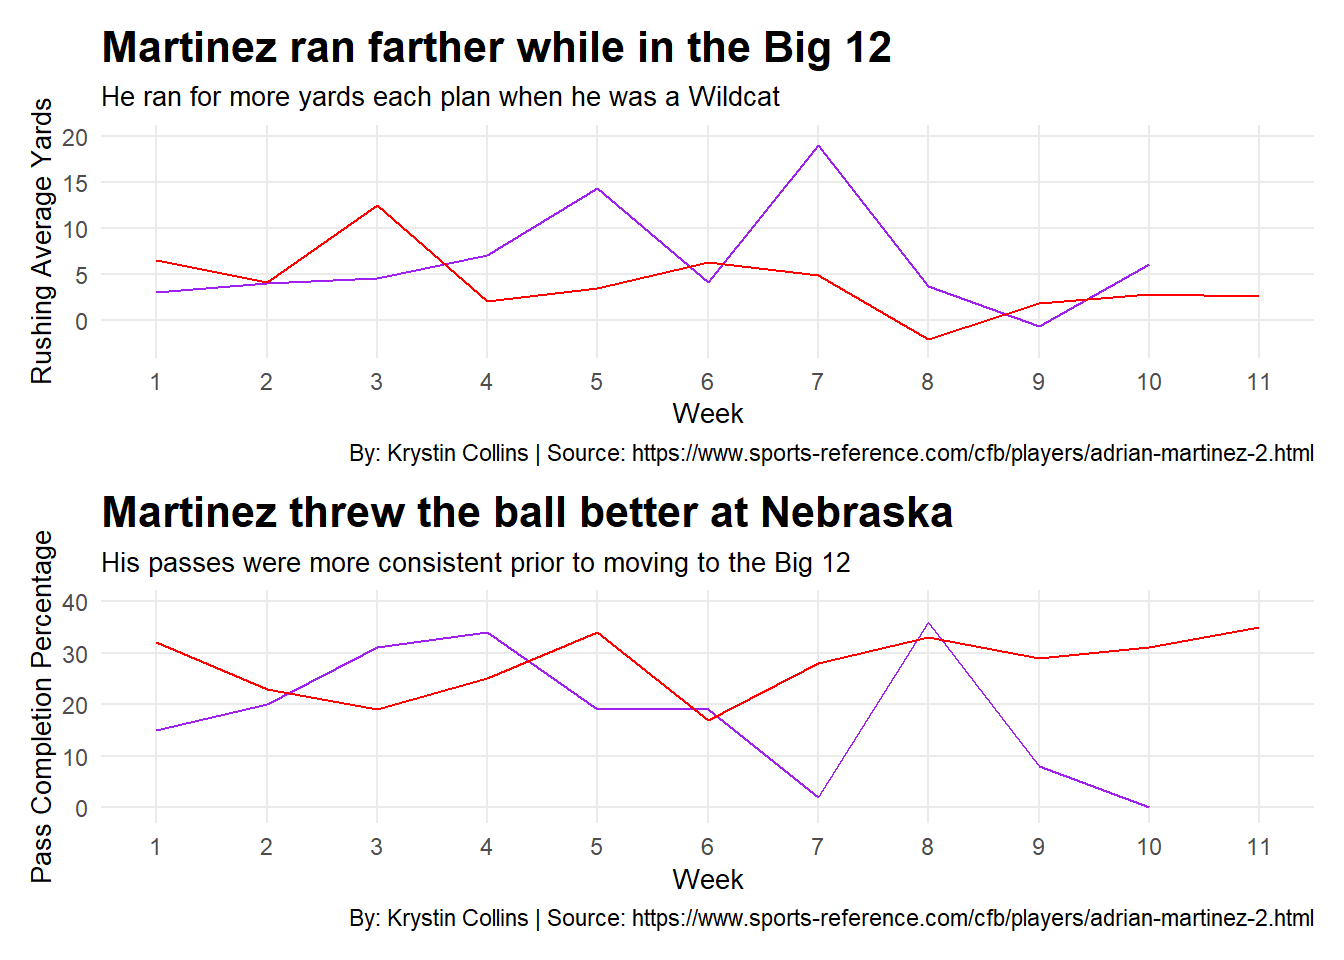 Martinez ran farther while in the Big 12
He ran for more yards each plan when he was a Wildcat
Rushing Average Yards
20
15
10
5
0
1 2 3 4 5 6 7 8 9 10 11
Week
By: Krystin Collins | Source: https://www.sports-reference.com/cfb/players/adrian-martinez-2.html
Martinez threw the ball better at Nebraska
His passes were more consistent prior to moving to the Big 12
Pass Completion Percentage
40
30
20
10
0
1 2 3 4 5 6 7 8 9 10 11
Week
By: Krystin Collins | Source: https://www.sports-reference.com/cfb/players/adrian-martinez-2.html